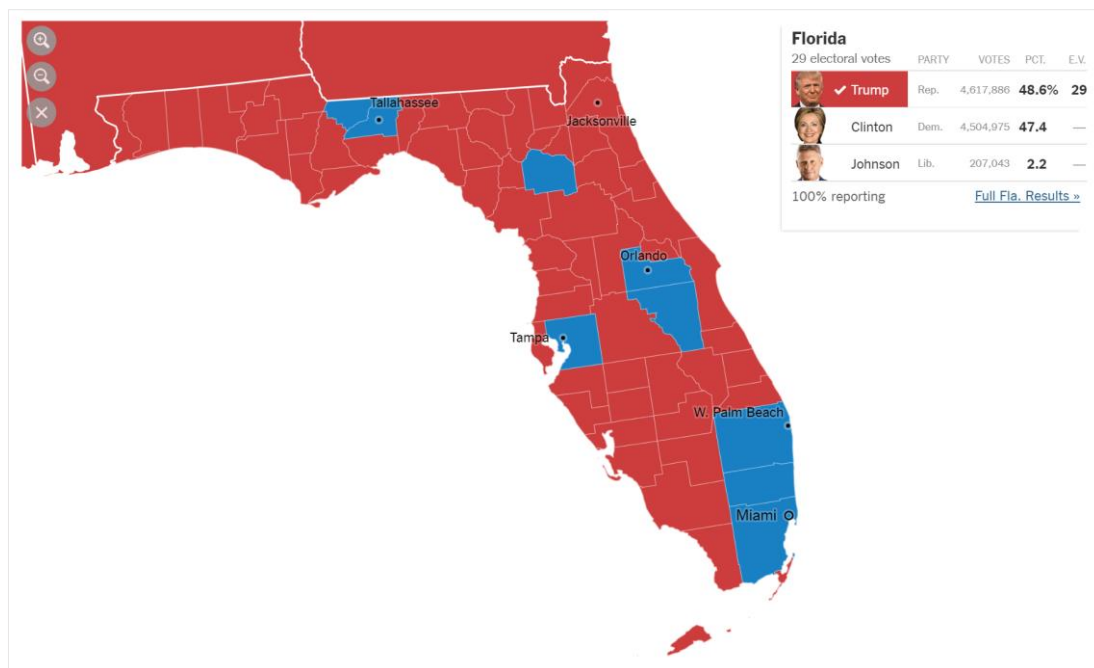 Florida
29 electoral votes PARTY VOTES PCT. E.V.
✓ Trump Rep. 4,617,886 48.6% 29
Clinton Dem. 4,504,975 47.4 —
Johnson Lib. 207,043 2.2 —
100% reporting Full Fla. Results »
Tallahassee
Jacksonville
Orlando
Tampa
W. Palm Beach
Miami